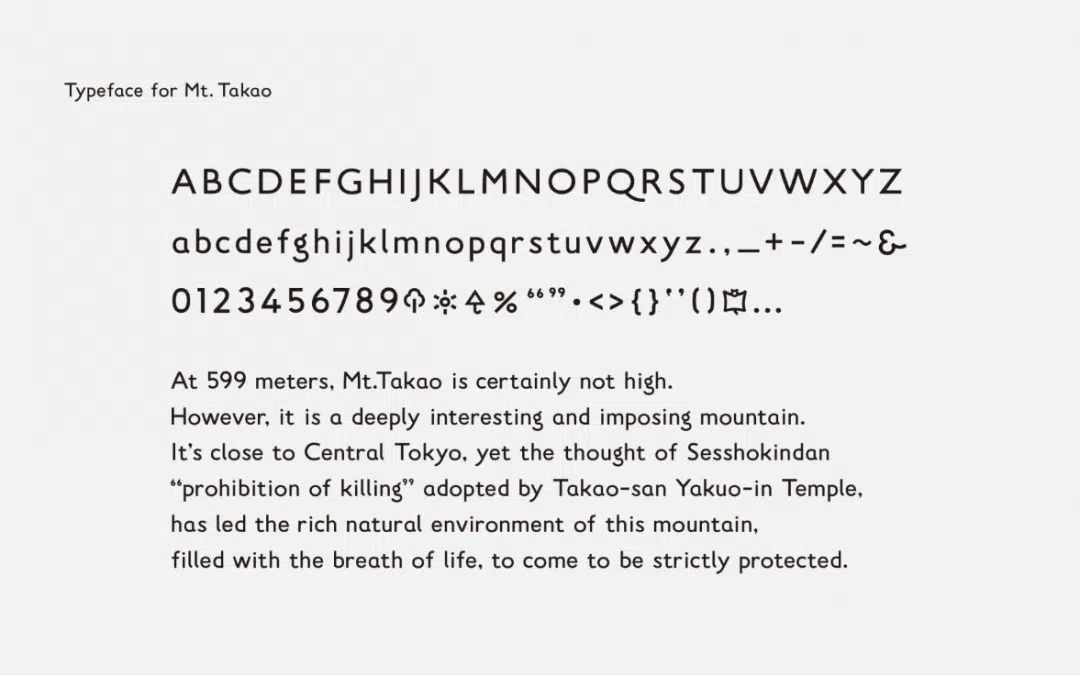 Typeface for Mt. Takao
ABCDEFGHIJKLMNOPQRSTUVWXYZ
abcdefghijklmnopqrstuvwxyz.,_+-/=~&
0123456789%“”·<>{}‘’()...
At 599 meters, Mt.Takao is certainly not high.
However, it is a deeply interesting and imposing mountain.
It’s close to Central Tokyo, yet the thought of Sesshokindan
“prohibition of killing” adopted by Takao-san Yakuo-in Temple,
has led the rich natural environment of this mountain,
filled with the breath of life, to come to be strictly protected.